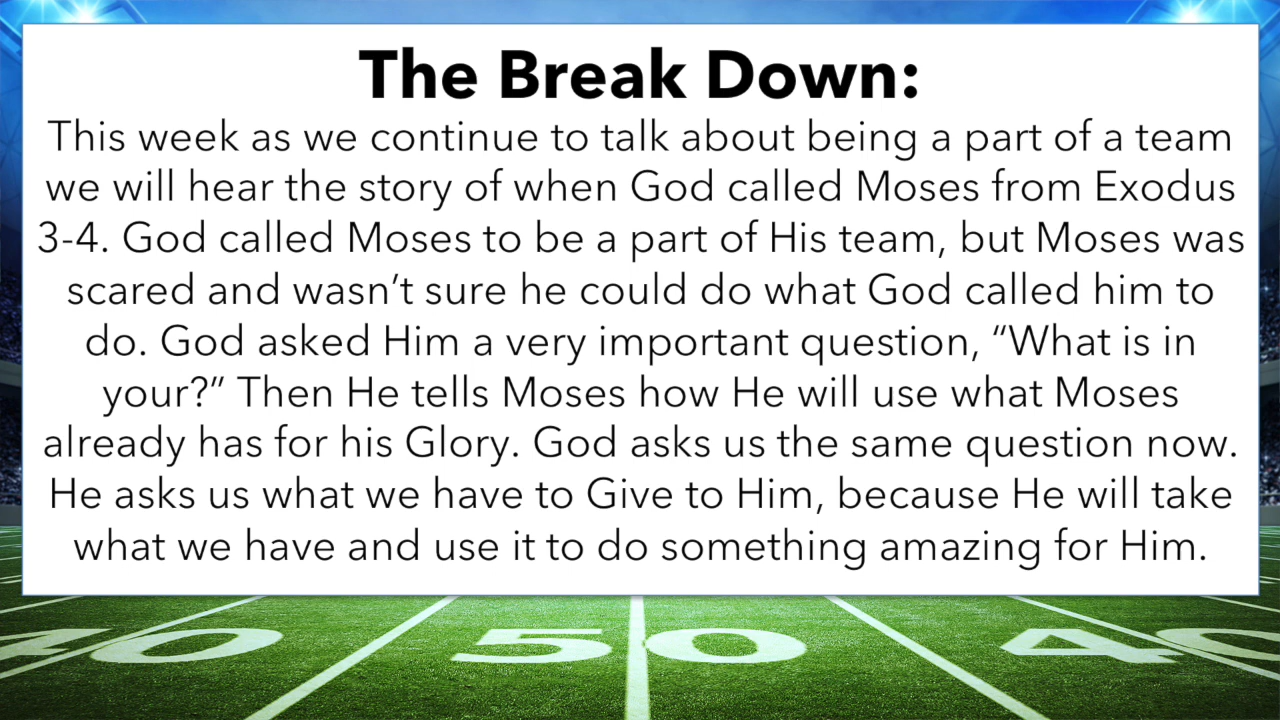 The Break Down:
This week as we continue to talk about being a part of a team
we will hear the story of when God called Moses from Exodus
3-4. God called Moses to be a part of His team, but Moses was
scared and wasn’t sure he could do what God called him to
do. God asked Him a very important question, “What is in
your?” Then He tells Moses how He will use what Moses
already has for his Glory. God asks us the same question now.
He asks us what we have to Give to Him, because He will take
what we have and use it to do something amazing for Him.
40 50 40